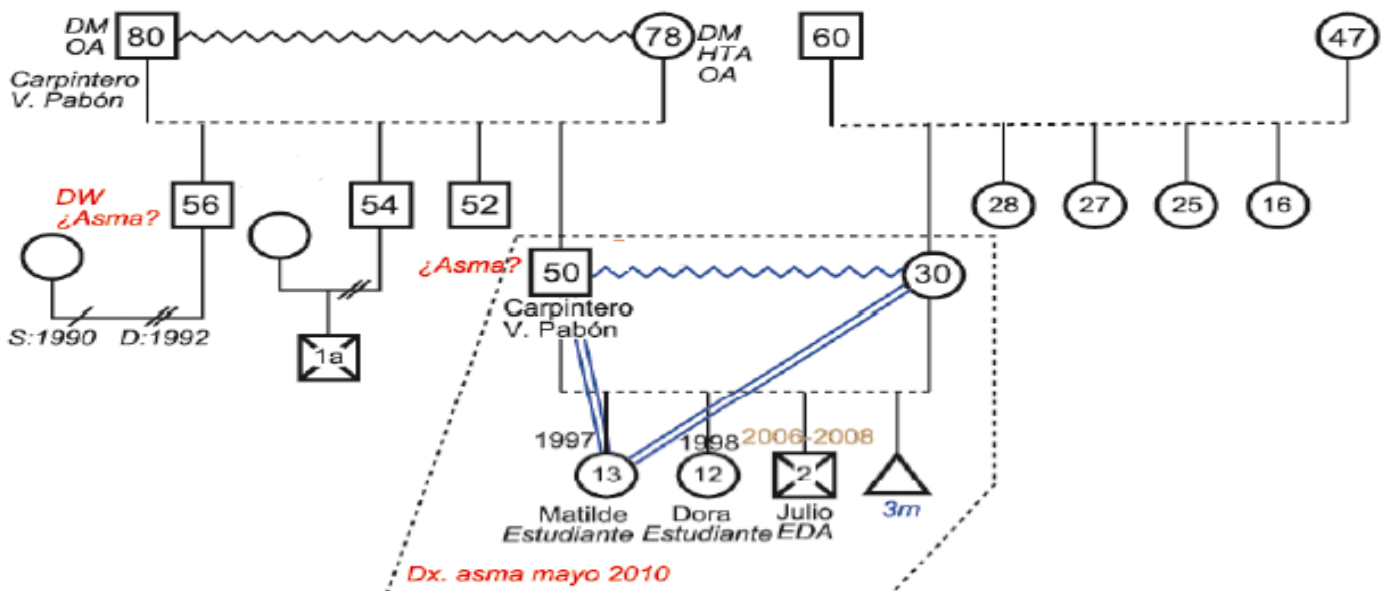 DM
OA
80
78
DM
HTA
OA
60
47
Carpintero
V. Pabón
DW
¿Asma?
56
54
52
28
27
25
16
¿Asma?
50
30
Carpintero
V. Pabón
S:1990 D:1992
1a
1997
1998
2006-2008
13
12
2
Matilde
Estudiante
Dora
Estudiante
Julio
EDA
3m
Dx. asma mayo 2010